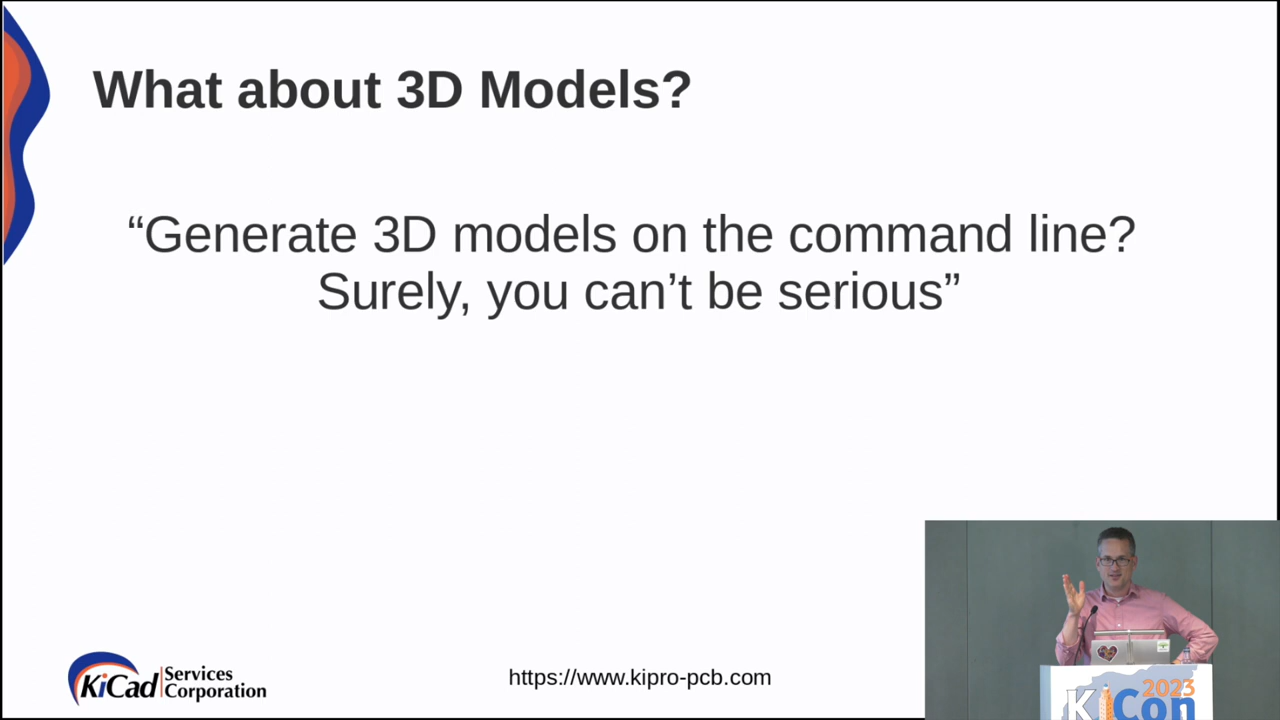 What about 3D Models?
“Generate 3D models on the command line?
Surely, you can’t be serious”
KiCad
Services
Corporation
https://www.kipro-pcb.com
2023
KiCon